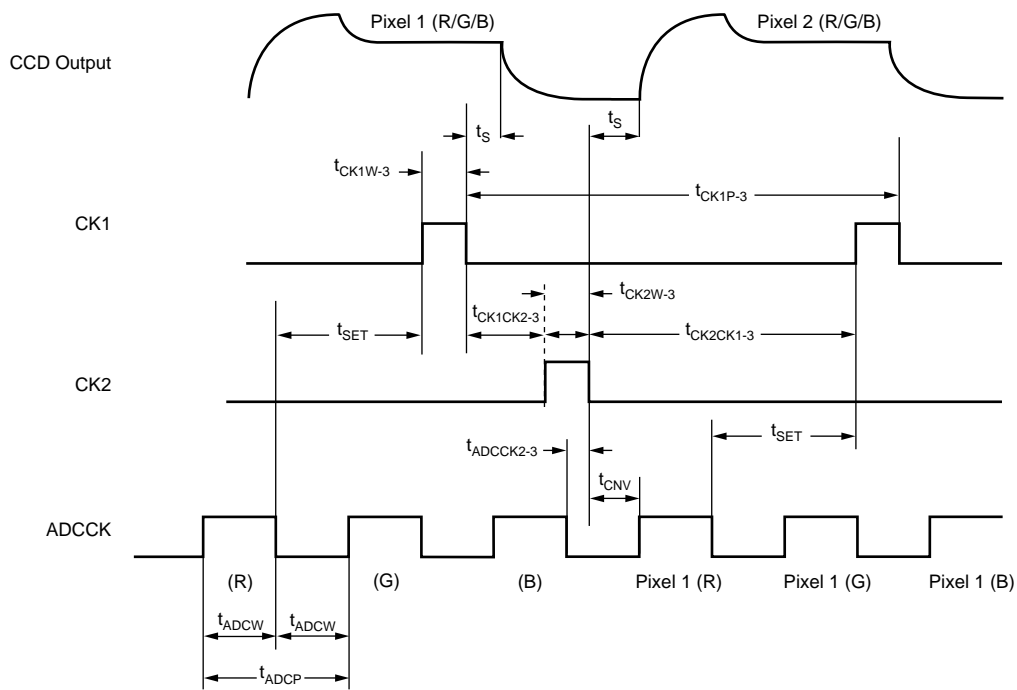 Pixel 1 (R/G/B)
Pixel 2 (R/G/B)
CCD Output
tS
tS
tCK1W-3
tCK1P-3
CK1
tCK2W-3
tCK1CK2-3
tSET
tCK2CK1-3
CK2
tSET
tADCCK2-3
tCNV
ADCCK
(R)
(G)
(B)
Pixel 1 (R)
Pixel 1 (G)
Pixel 1 (B)
tADCW
tADCW
tADCP